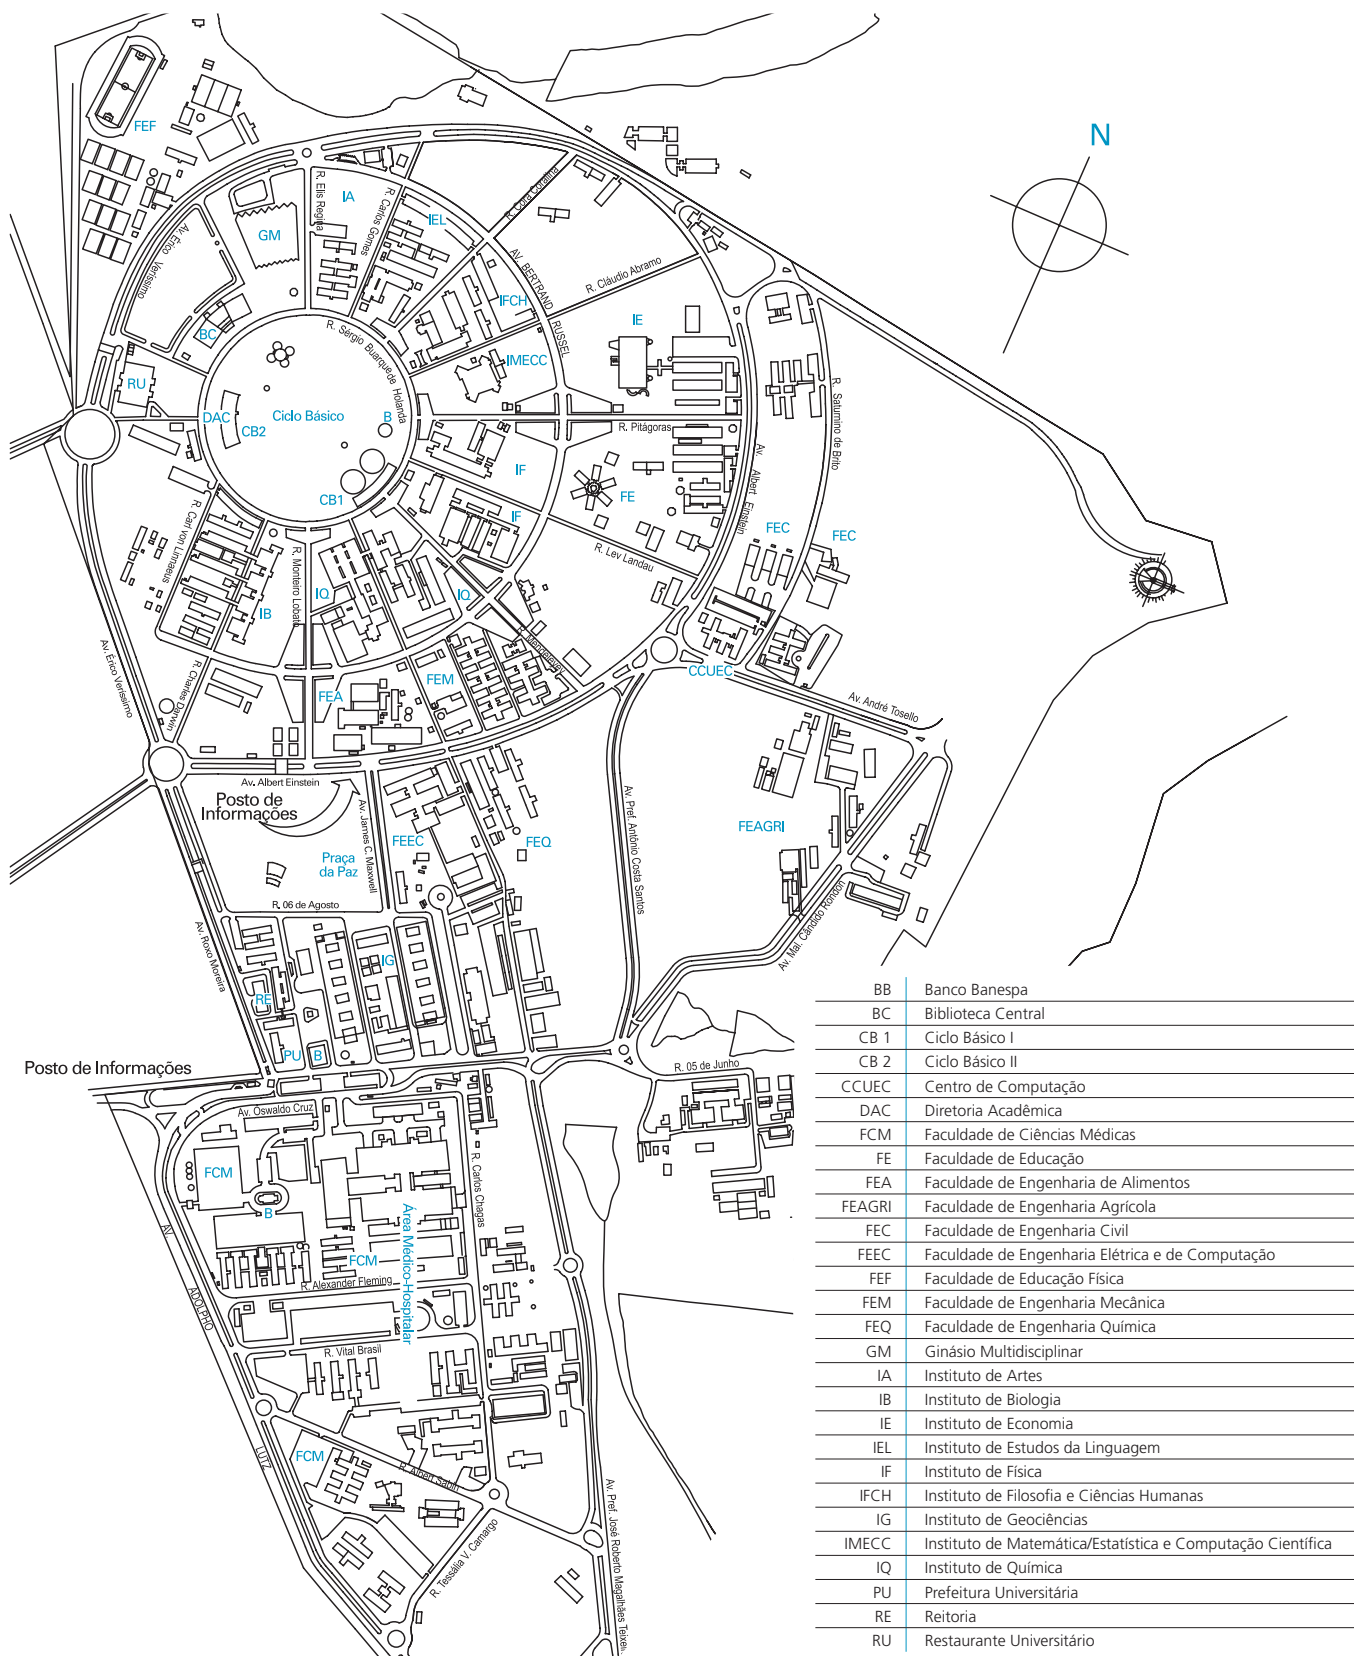 N
FEF
R. Elis Regina
IA
R. Carlos Gomes
IEL
R. Cora Coralina
GM
Av. Érico Veríssimo
AV. BERTRAND RUSSEL
R. Cláudio Abramo
IFCH
IE
BC
R. Sérgio Buarquede Holanda
IMECC
RU
DAC
CB2
Ciclo Básico
B
R. Pitágoras
R. Saturnino de Brito
Av. Albert Einstein
IF
FE
CB1
IF
R. Lev Landau
FEC
FEC
R. Carl von Linnaeus
R. Monteiro Lobato
IQ
IQ
IB
R. Mendeleyev
Av. Érico Veríssimo
R. Charles Darwin
FEA
FEM
CCUEC
Av. André Tosello
Av. Albert Einstein
Posto de
Informações
Av. James C. Maxwell
FEEC
FEQ
Av. Pref. Antônio Costa Santos
FEAGRI
Praça
da Paz
R. 06 de Agosto
Av. Roxo Moreira
Av. Mal. Cândido Rondon
IG
RE
PU
B
Posto de Informações
R. 05 de Junho
Av. Oswaldo Cruz
FCM
R. Carlos Chagas
AV. ADOLPHO LUTZ
B
Área Médico-Hospitalar
FCM
R. Alexander Fleming
R. Vital Brasil
FCM
R. Albert Sabin
R. Tessália V. Camargo
Av. Pref. José Roberto Magalhães Teixei
BB Banco Banespa
BC Biblioteca Central
CB 1 Ciclo Básico I
CB 2 Ciclo Básico II
CCUEC Centro de Computação
DAC Diretoria Acadêmica
FCM Faculdade de Ciências Médicas
FE Faculdade de Educação
FEA Faculdade de Engenharia de Alimentos
FEAGRI Faculdade de Engenharia Agrícola
FEC Faculdade de Engenharia Civil
FEEC Faculdade de Engenharia Elétrica e de Computação
FEF Faculdade de Educação Física
FEM Faculdade de Engenharia Mecânica
FEQ Faculdade de Engenharia Química
GM Ginásio Multidisciplinar
IA Instituto de Artes
IB Instituto de Biologia
IE Instituto de Economia
IEL Instituto de Estudos da Linguagem
IF Instituto de Física
IFCH Instituto de Filosofia e Ciências Humanas
IG Instituto de Geociências
IMECC Instituto de Matemática/Estatística e Computação Científica
IQ Instituto de Química
PU Prefeitura Universitária
RE Reitoria
RU Restaurante Universitário